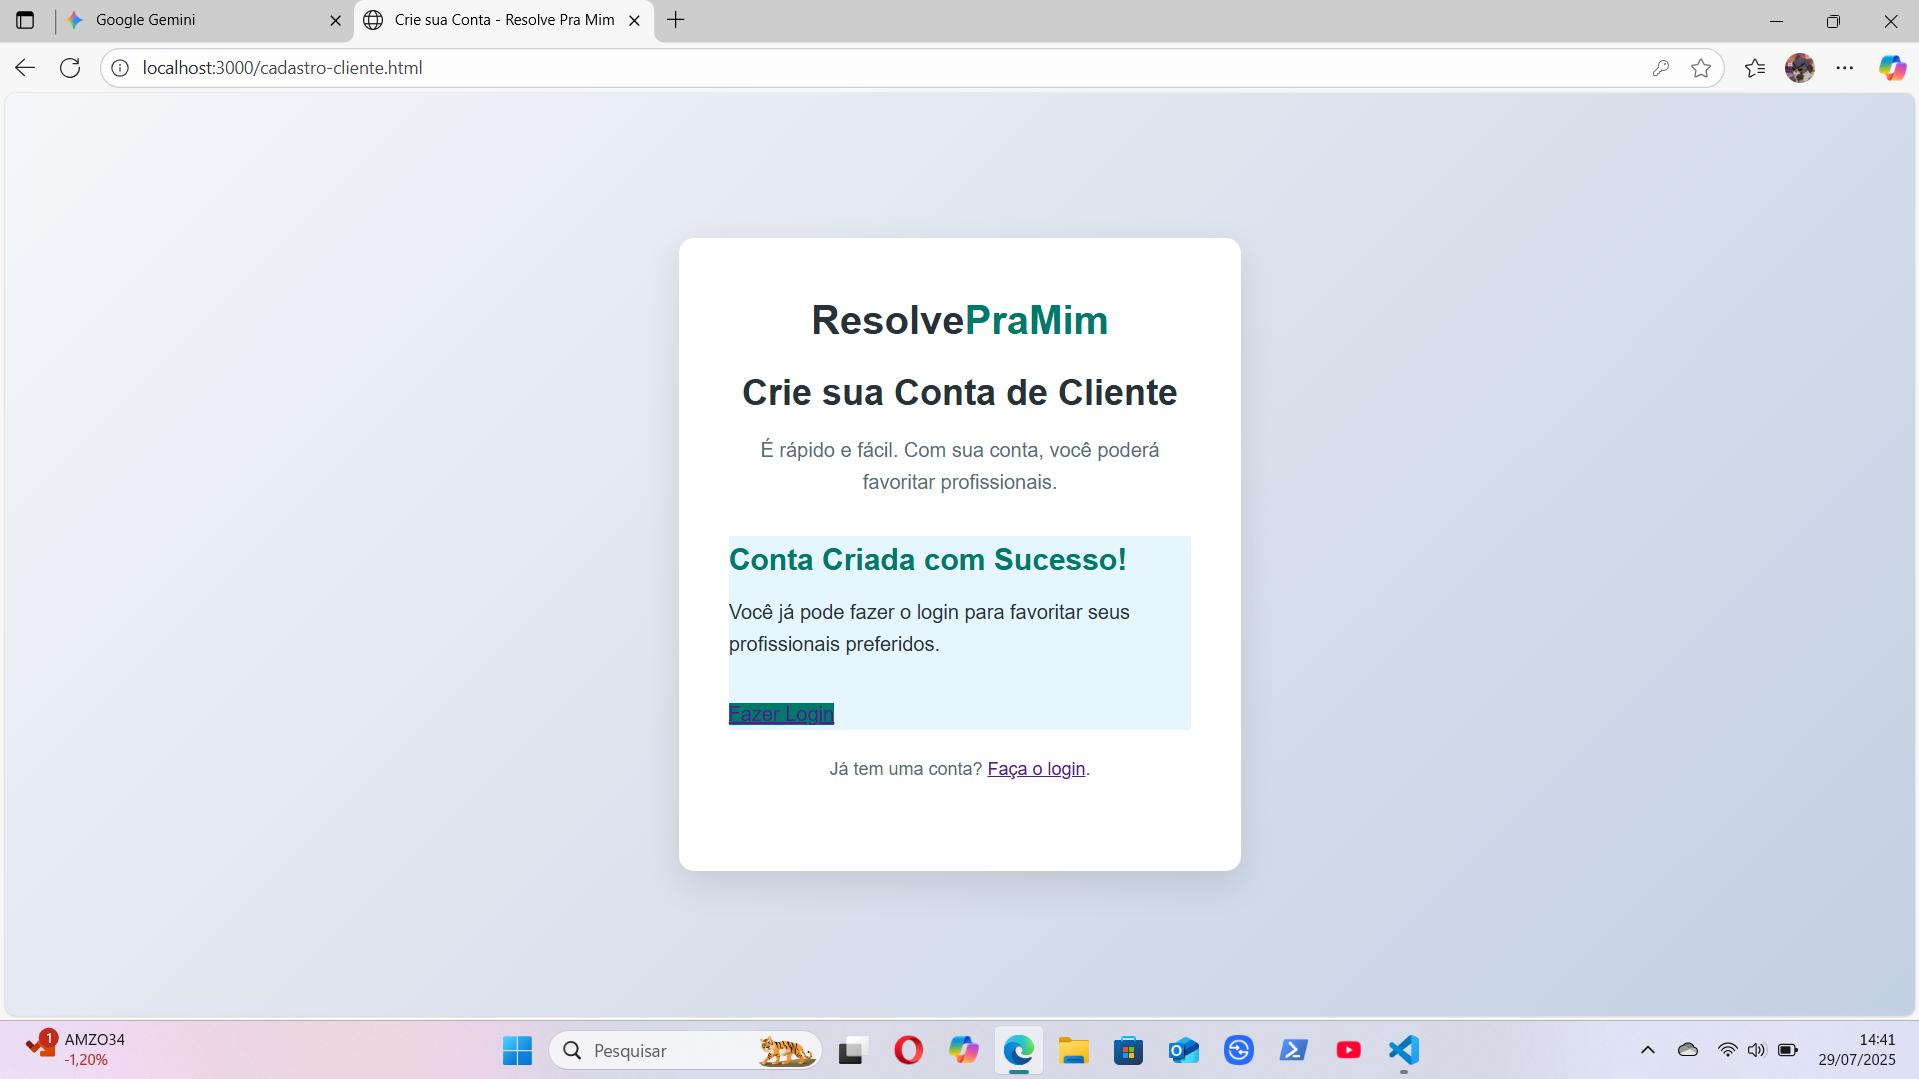 Google Gemini
Crie sua Conta - Resolve Pra Mim
localhost:3000/cadastro-cliente.html
ResolvePraMim
Crie sua Conta de Cliente
É rápido e fácil. Com sua conta, você poderá
favoritar profissionais.
Conta Criada com Sucesso!
Você já pode fazer o login para favoritar seus
profissionais preferidos.
Fazer Login
Já tem uma conta? Faça o login.
1
AMZO34
-1,20%
Pesquisar
14:41
29/07/2025